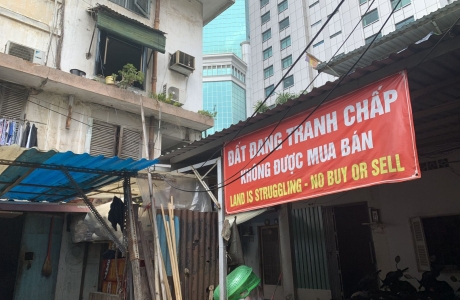 ĐẤT ĐANG TRANH CHẤP
KHÔNG ĐƯỢC MUA BÁN
LAND IS STRUGGLING - NO BUY OR SELL